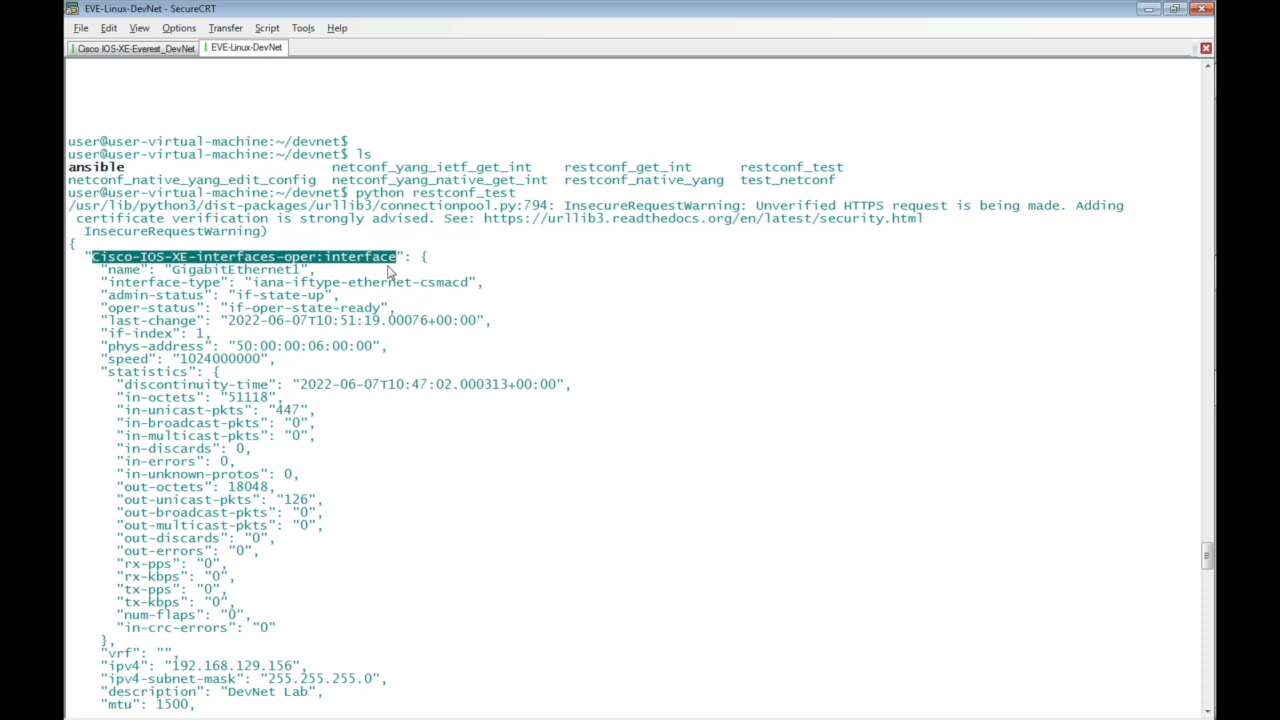 EVE-Linux-DevNet - SecureCRT
File Edit View Options Transfer Script Tools Help
Cisco IOS-XE-Everest_DevNet EVE-Linux-DevNet
user@user-virtual-machine:~/devnet$
user@user-virtual-machine:~/devnet$ ls
ansible netconf_yang_ietf_get_int restconf_get_int restconf_test
netconf_native_yang_edit_config netconf_yang_native_get_int restconf_native_yang test_netconf
user@user-virtual-machine:~/devnet$ python restconf_test
/usr/lib/python3/dist-packages/urllib3/connectionpool.py:794: InsecureRequestWarning: Unverified HTTPS request is being made. Adding
certificate verification is strongly advised. See: https://urllib3.readthedocs.org/en/latest/security.html
InsecureRequestWarning)
{
"Cisco-IOS-XE-interfaces-oper:interface": {
"name": "GigabitEthernet1",
"interface-type": "iana-iftype-ethernet-csmacd",
"admin-status": "if-state-up",
"oper-status": "if-oper-state-ready",
"last-change": "2022-06-07T10:51:19.00076+00:00",
"if-index": 1,
"phys-address": "50:00:00:06:00:00",
"speed": "1024000000",
"statistics": {
"discontinuity-time": "2022-06-07T10:47:02.000313+00:00",
"in-octets": "51118",
"in-unicast-pkts": "447",
"in-broadcast-pkts": "0",
"in-multicast-pkts": "0",
"in-discards": 0,
"in-errors": 0,
"in-unknown-protos": 0,
"out-octets": 18048,
"out-unicast-pkts": "126",
"out-broadcast-pkts": "0",
"out-multicast-pkts": "0",
"out-discards": "0",
"out-errors": "0",
"rx-pps": "0",
"rx-kbps": "0",
"tx-pps": "0",
"tx-kbps": "0",
"num-flaps": "0",
"in-crc-errors": "0"
},
"vrf": "",
"ipv4": "192.168.129.156",
"ipv4-subnet-mask": "255.255.255.0",
"description": "DevNet Lab",
"mtu": 1500,